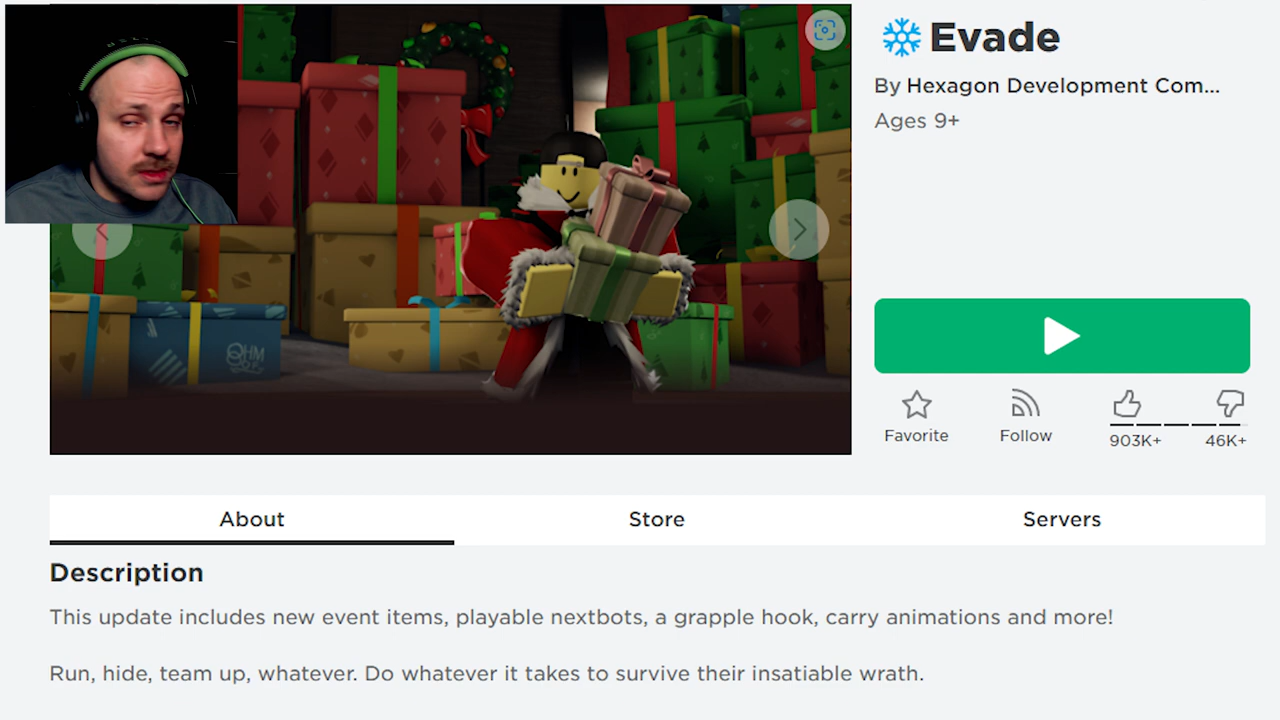 Evade
By Hexagon Development Com...
Ages 9+
Favorite
Follow
903K+
46K+
About
Store
Servers
Description
This update includes new event items, playable nextbots, a grapple hook, carry animations and more!
Run, hide, team up, whatever. Do whatever it takes to survive their insatiable wrath.